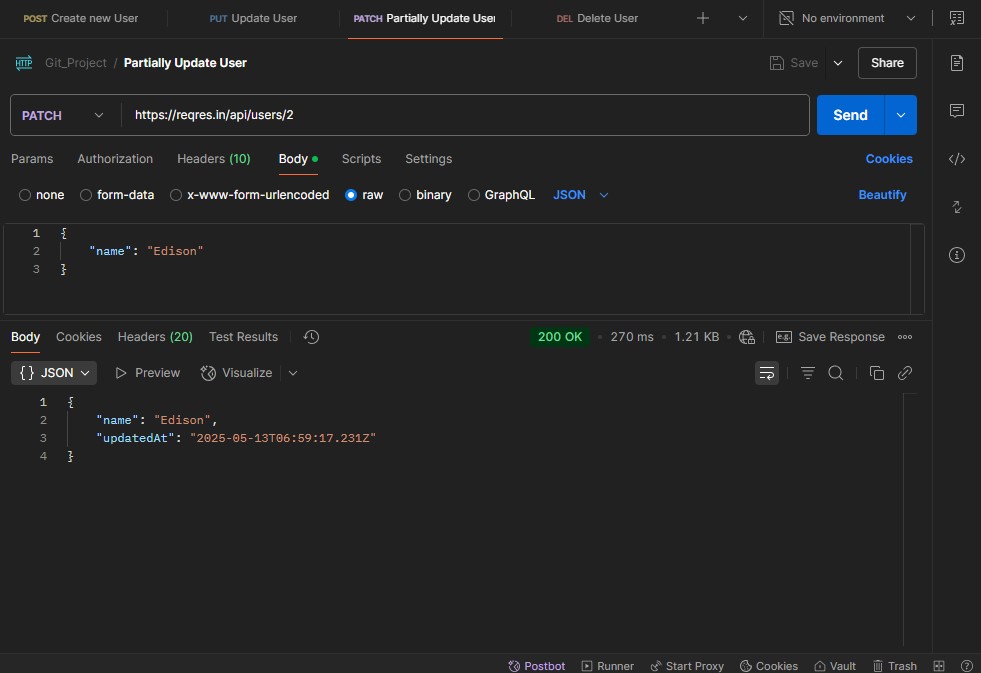 POST Create new User PUT Update User PATCH Partially Update User DEL Delete User No environment
HTTP Git_Project / Partially Update User Save Share
PATCH https://reqres.in/api/users/2 Send
Params Authorization Headers (10) Body Scripts Settings Cookies
none form-data x-www-form-urlencoded raw binary GraphQL JSON Beautify
1 {
2 "name": "Edison"
3 }
Body Cookies Headers (20) Test Results 200 OK 270 ms 1.21 KB e.g. Save Response
{} JSON Preview Visualize
1 {
2 "name": "Edison",
3 "updatedAt": "2025-05-13T06:59:17.231Z"
4 }
Postbot Runner Start Proxy Cookies Vault Trash